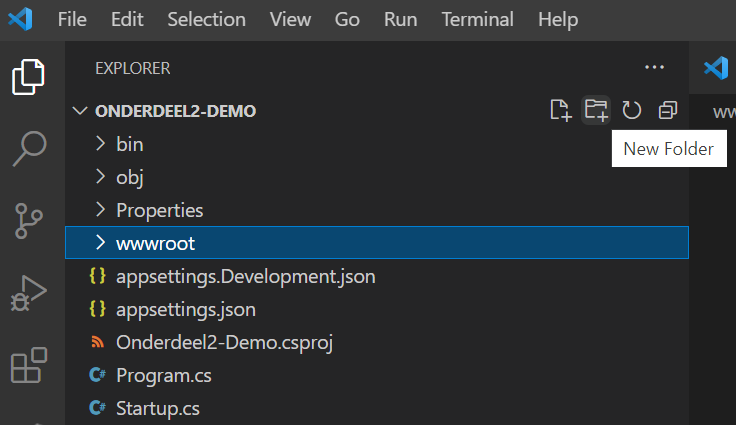 File Edit Selection View Go Run Terminal Help
EXPLORER ...
ONDERDEEL2-DEMO
New Folder
bin
obj
Properties
wwwroot
{} appsettings.Development.json
{} appsettings.json
Onderdeel2-Demo.csproj
C# Program.cs
C# Startup.cs